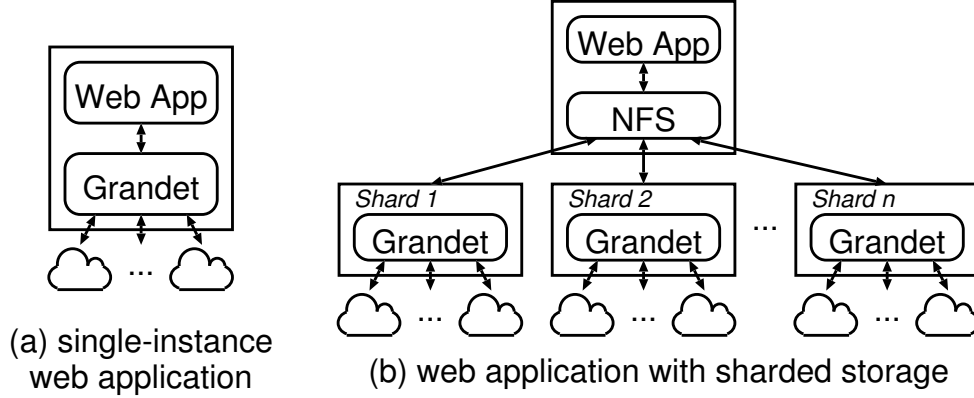 Web App
Grandet
...
(a) single-instance
web application
Web App
NFS
Shard 1
Grandet
...
Shard 2
Grandet
...
...
Shard n
Grandet
...
(b) web application with sharded storage